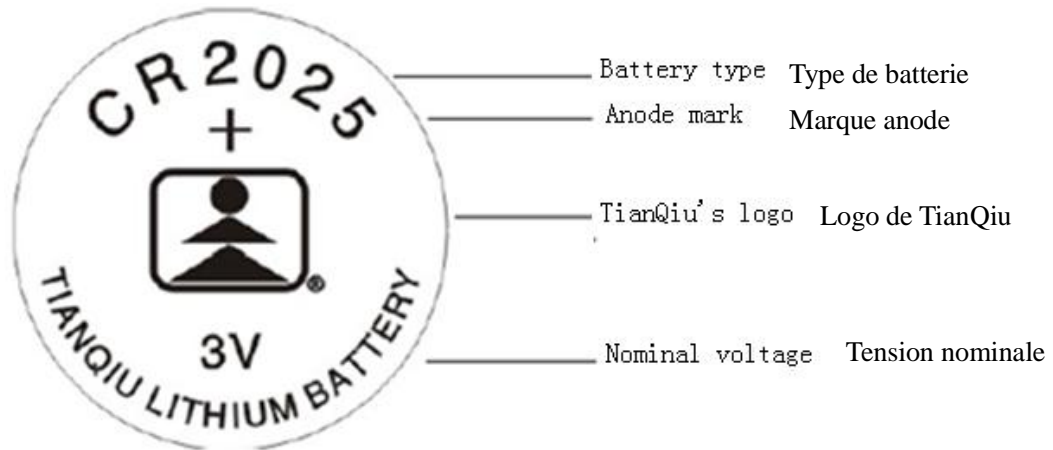 CR2025
+
®
3V
TIANQIU LITHIUM BATTERY
Battery type Type de batterie
Anode mark Marque anode
TianQiu's logo Logo de TianQiu
Nominal voltage Tension nominale